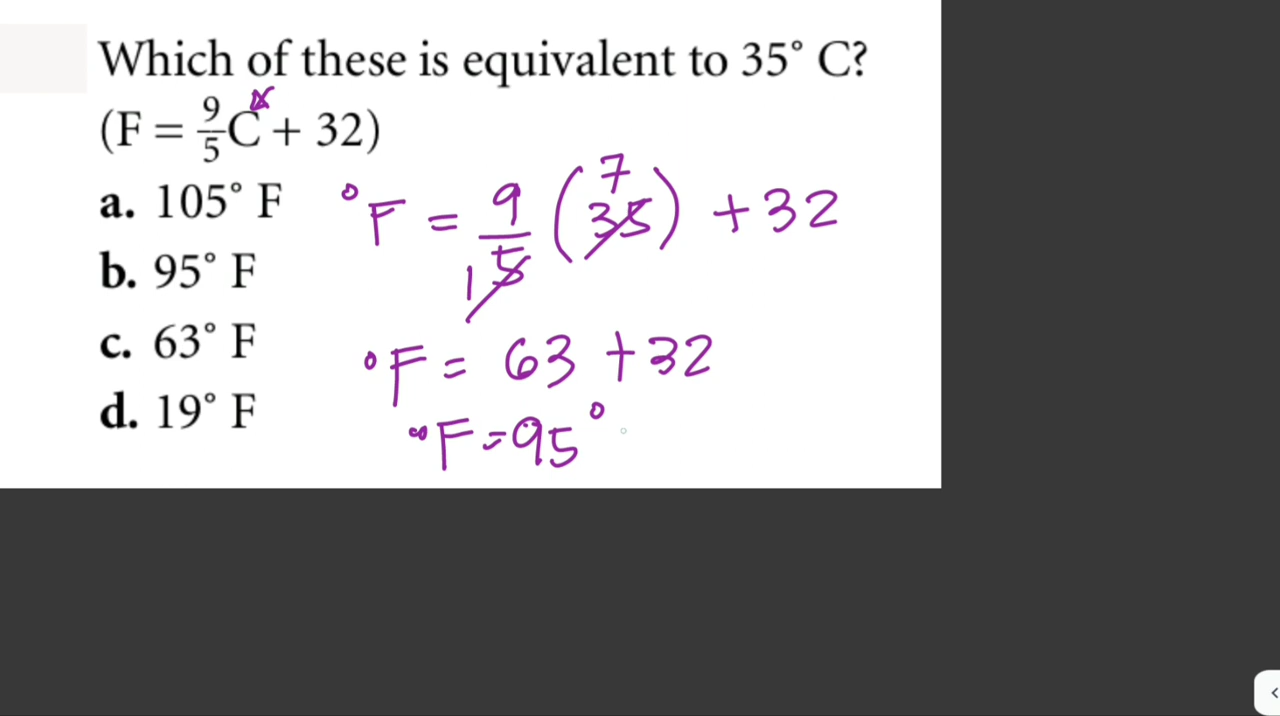 Which of these is equivalent to 35° C?
(F = 9/5 C + 32)
a. 105° F
b. 95° F
c. 63° F
d. 19° F
°F = 9/5 (35) + 32
1 7
°F = 63 + 32
°F = 95°